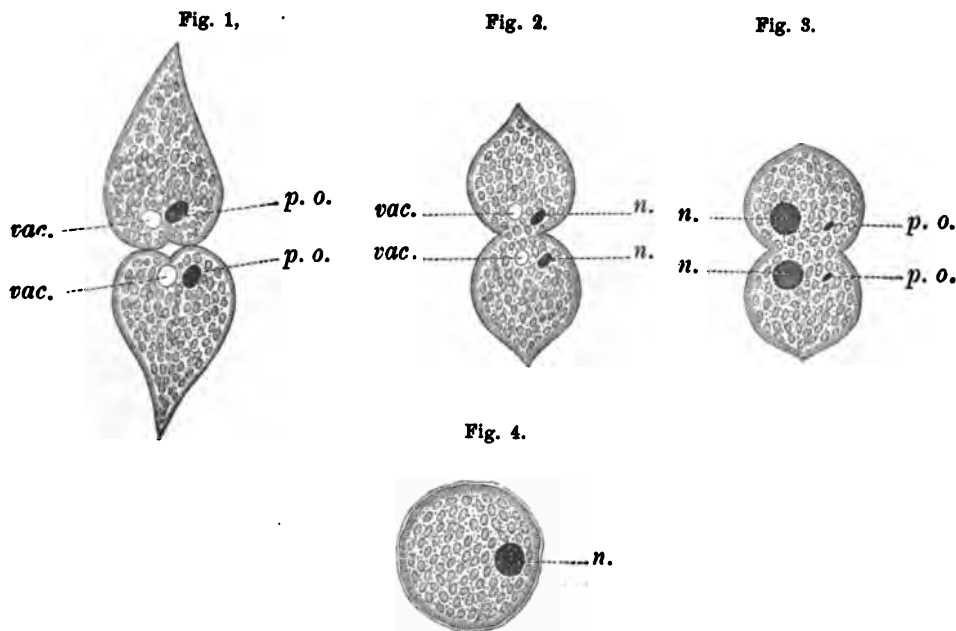 Fig. 1,
Fig. 2.
Fig. 3.
p. o.
vac.
p. o.
vac.
vac.
n.
vac.
n.
n.
p. o.
n.
p. o.
Fig. 4.
n.